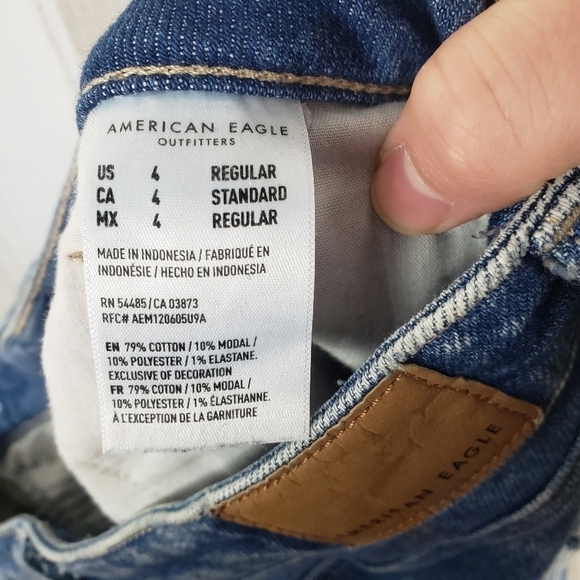 AMERICAN EAGLE
OUTFITTERS
US 4 REGULAR
CA 4 STANDARD
MX 4 REGULAR
MADE IN INDONESIA / FABRIQUÉ EN
INDONÉSIE / HECHO EN INDONESIA
RN 54485 / CA 03873
RFC# AEM120605U9A
EN 79% COTTON / 10% MODAL /
10% POLYESTER / 1% ELASTANE.
EXCLUSIVE OF DECORATION
FR 79% COTON / 10% MODAL /
10% POLYESTER / 1% ÉLASTHANNE.
À L'EXCEPTION DE LA GARNITURE
AMERICAN EAGLE